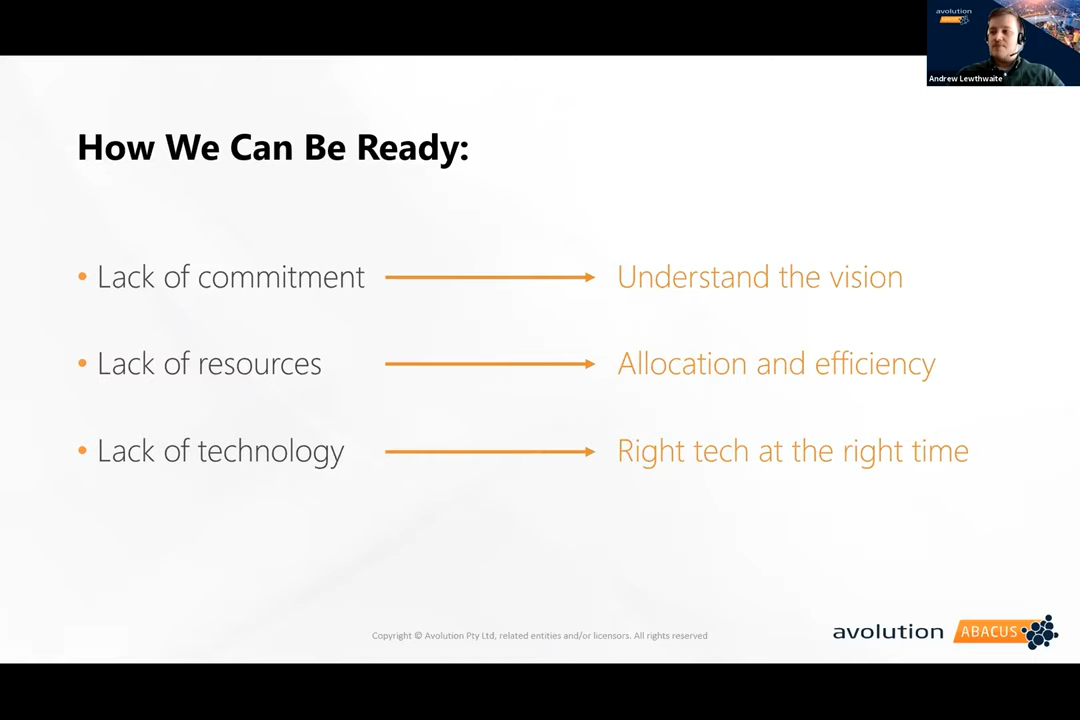 avolution
Andrew Lewthwaite
How We Can Be Ready:
• Lack of commitment Understand the vision
• Lack of resources Allocation and efficiency
• Lack of technology Right tech at the right time
Copyright © Avolution Pty Ltd, related entities and/or licensors. All rights reserved
avolution ABACUS